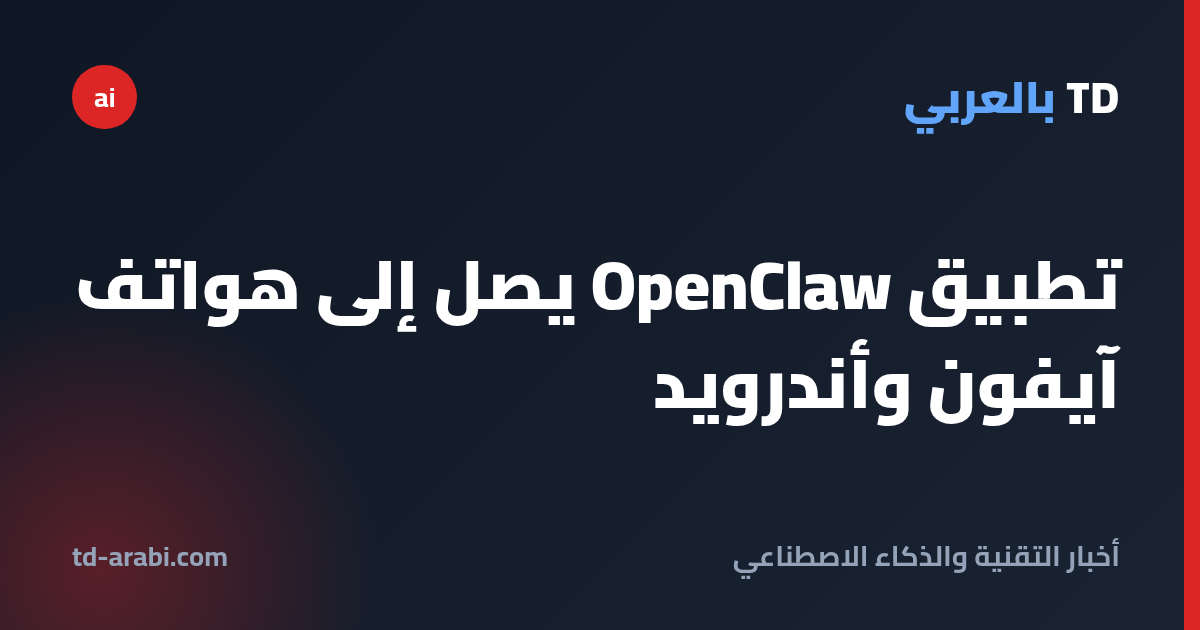 TD بالعربي
ai
تطبيق OpenClaw يصل إلى هواتف
آيفون وأندرويد
أخبار التقنية والذكاء الاصطناعي
td-arabi.com